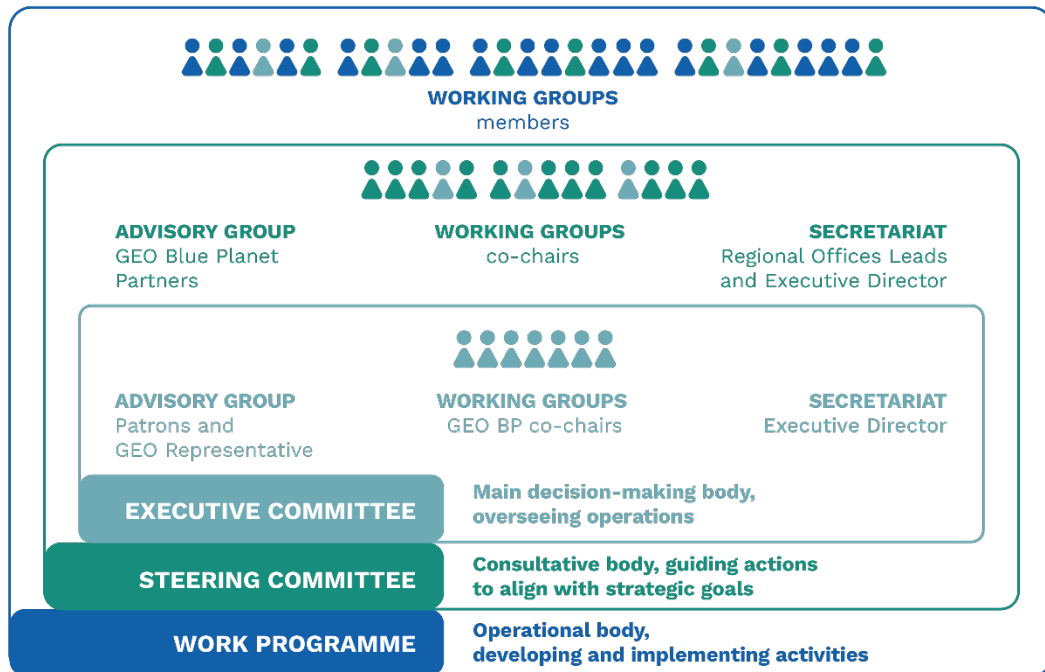 WORKING GROUPS
members
ADVISORY GROUP
GEO Blue Planet
Partners
WORKING GROUPS
co-chairs
SECRETARIAT
Regional Offices Leads
and Executive Director
ADVISORY GROUP
Patrons and
GEO Representative
WORKING GROUPS
GEO BP co-chairs
SECRETARIAT
Executive Director
EXECUTIVE COMMITTEE
Main decision-making body,
overseeing operations
STEERING COMMITTEE
Consultative body, guiding actions
to align with strategic goals
WORK PROGRAMME
Operational body,
developing and implementing activities